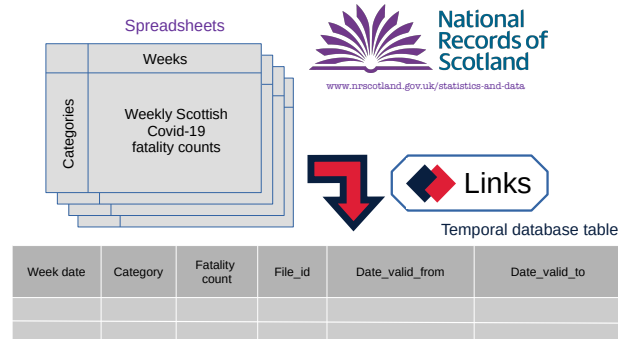 Spreadsheets
Weeks
Categories
Weekly Scottish
Covid-19
fatality counts
National
Records of
Scotland
www.nrscotland.gov.uk/statistics-and-data
Links
Temporal database table
Week date
Category
Fatality
count
File_id
Date_valid_from
Date_valid_to